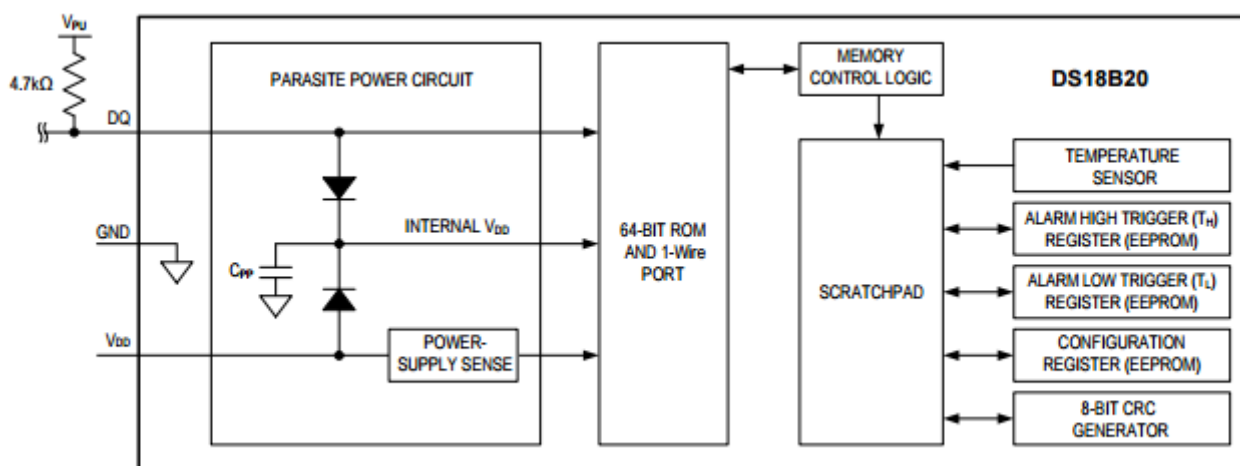 VPU
4.7kΩ
DQ
GND
VDD
PARASITE POWER CIRCUIT
INTERNAL VDD
CPP
POWER-
SUPPLY SENSE
64-BIT ROM
AND 1-Wire
PORT
MEMORY
CONTROL LOGIC
SCRATCHPAD
DS18B20
TEMPERATURE
SENSOR
ALARM HIGH TRIGGER (TH)
REGISTER (EEPROM)
ALARM LOW TRIGGER (TL)
REGISTER (EEPROM)
CONFIGURATION
REGISTER (EEPROM)
8-BIT CRC
GENERATOR